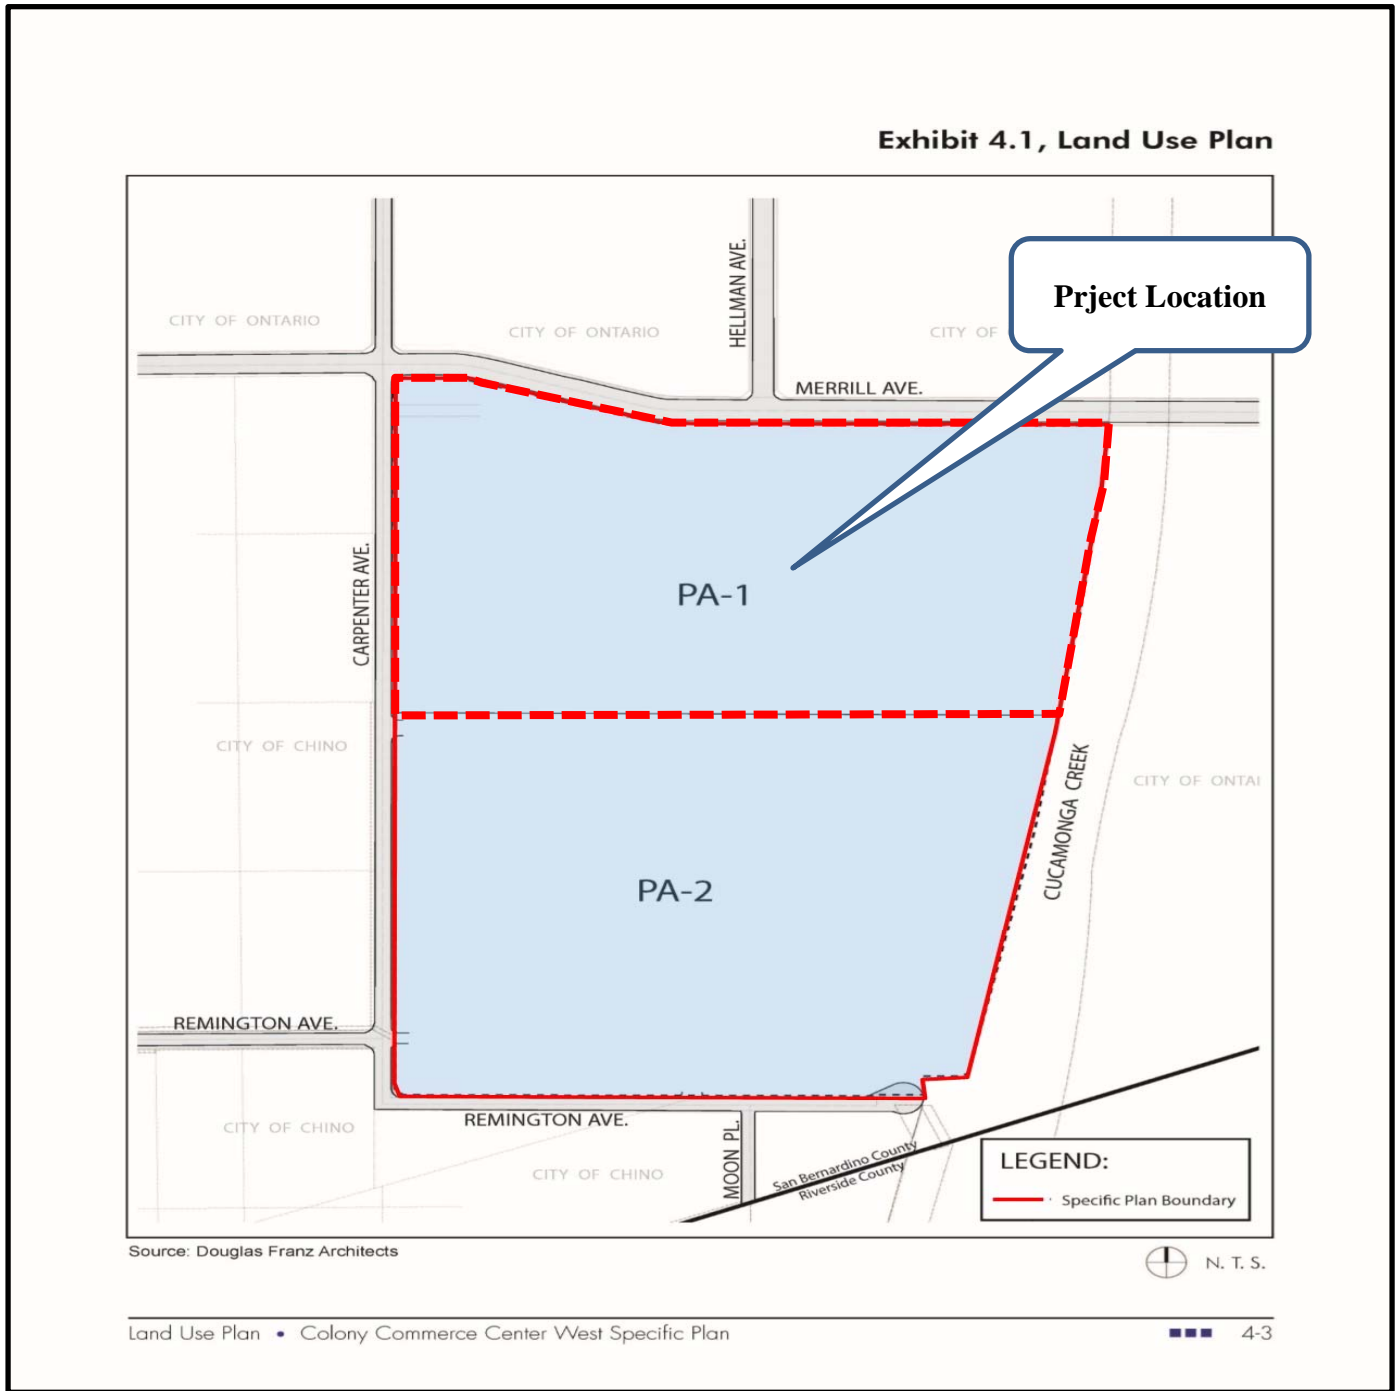 Exhibit 4.1, Land Use Plan
HELLMAN AVE.
Prject Location
CITY OF ONTARIO
CITY OF ONTARIO
CITY OF
MERRILL AVE.
CARPENTER AVE.
PA-1
CITY OF CHINO
CUCAMONGA CREEK
CITY OF ONTAI
PA-2
REMINGTON AVE.
REMINGTON AVE.
CITY OF CHINO
MOON PL.
CITY OF CHINO
San Bernardino County
Riverside County
LEGEND:
Specific Plan Boundary
Source: Douglas Franz Architects
N. T. S.
Land Use Plan • Colony Commerce Center West Specific Plan
4-3